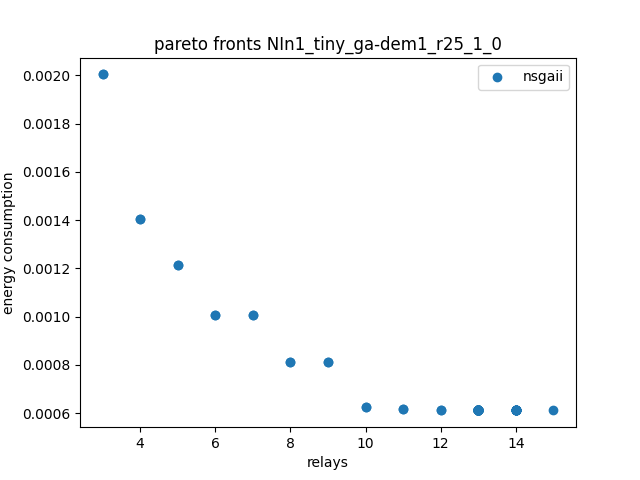 pareto fronts NIn1_tiny_ga-dem1_r25_1_0
nsgaii
energy consumption
0.0020
0.0018
0.0016
0.0014
0.0012
0.0010
0.0008
0.0006
4 6 8 10 12 14
relays